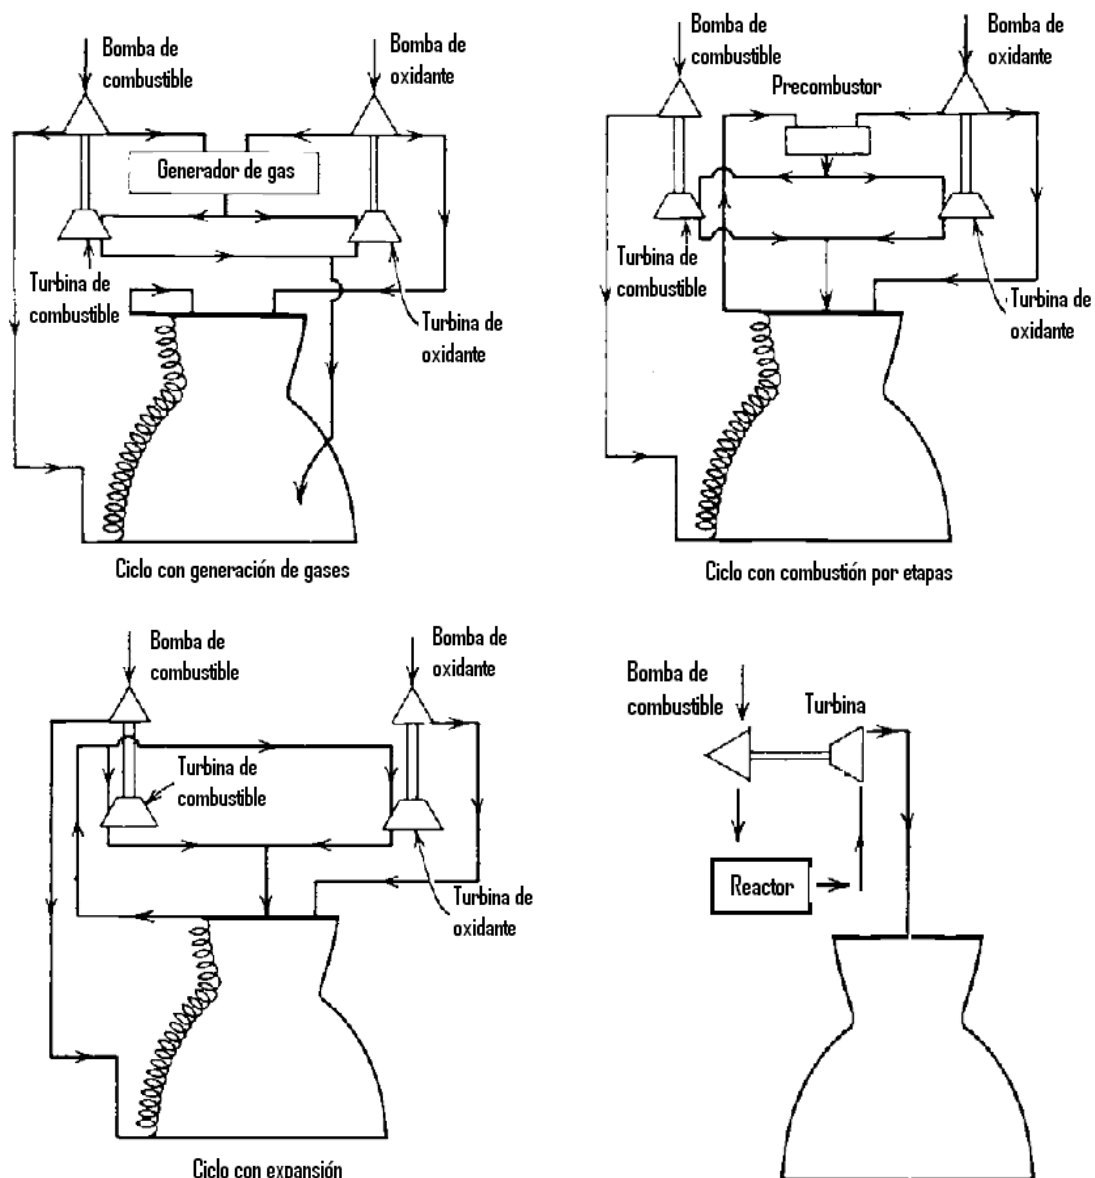 Bomba de
combustible
Bomba de
oxidante
Generador de gas
Turbina de
combustible
Turbina de
oxidante
Ciclo con generación de gases
Bomba de
combustible
Bomba de
oxidante
Precombustor
Turbina de
combustible
Turbina de
oxidante
Ciclo con combustión por etapas
Bomba de
combustible
Bomba de
oxidante
Turbina de
combustible
Turbina de
oxidante
Ciclo con expansión
Bomba de
combustible
Turbina
Reactor